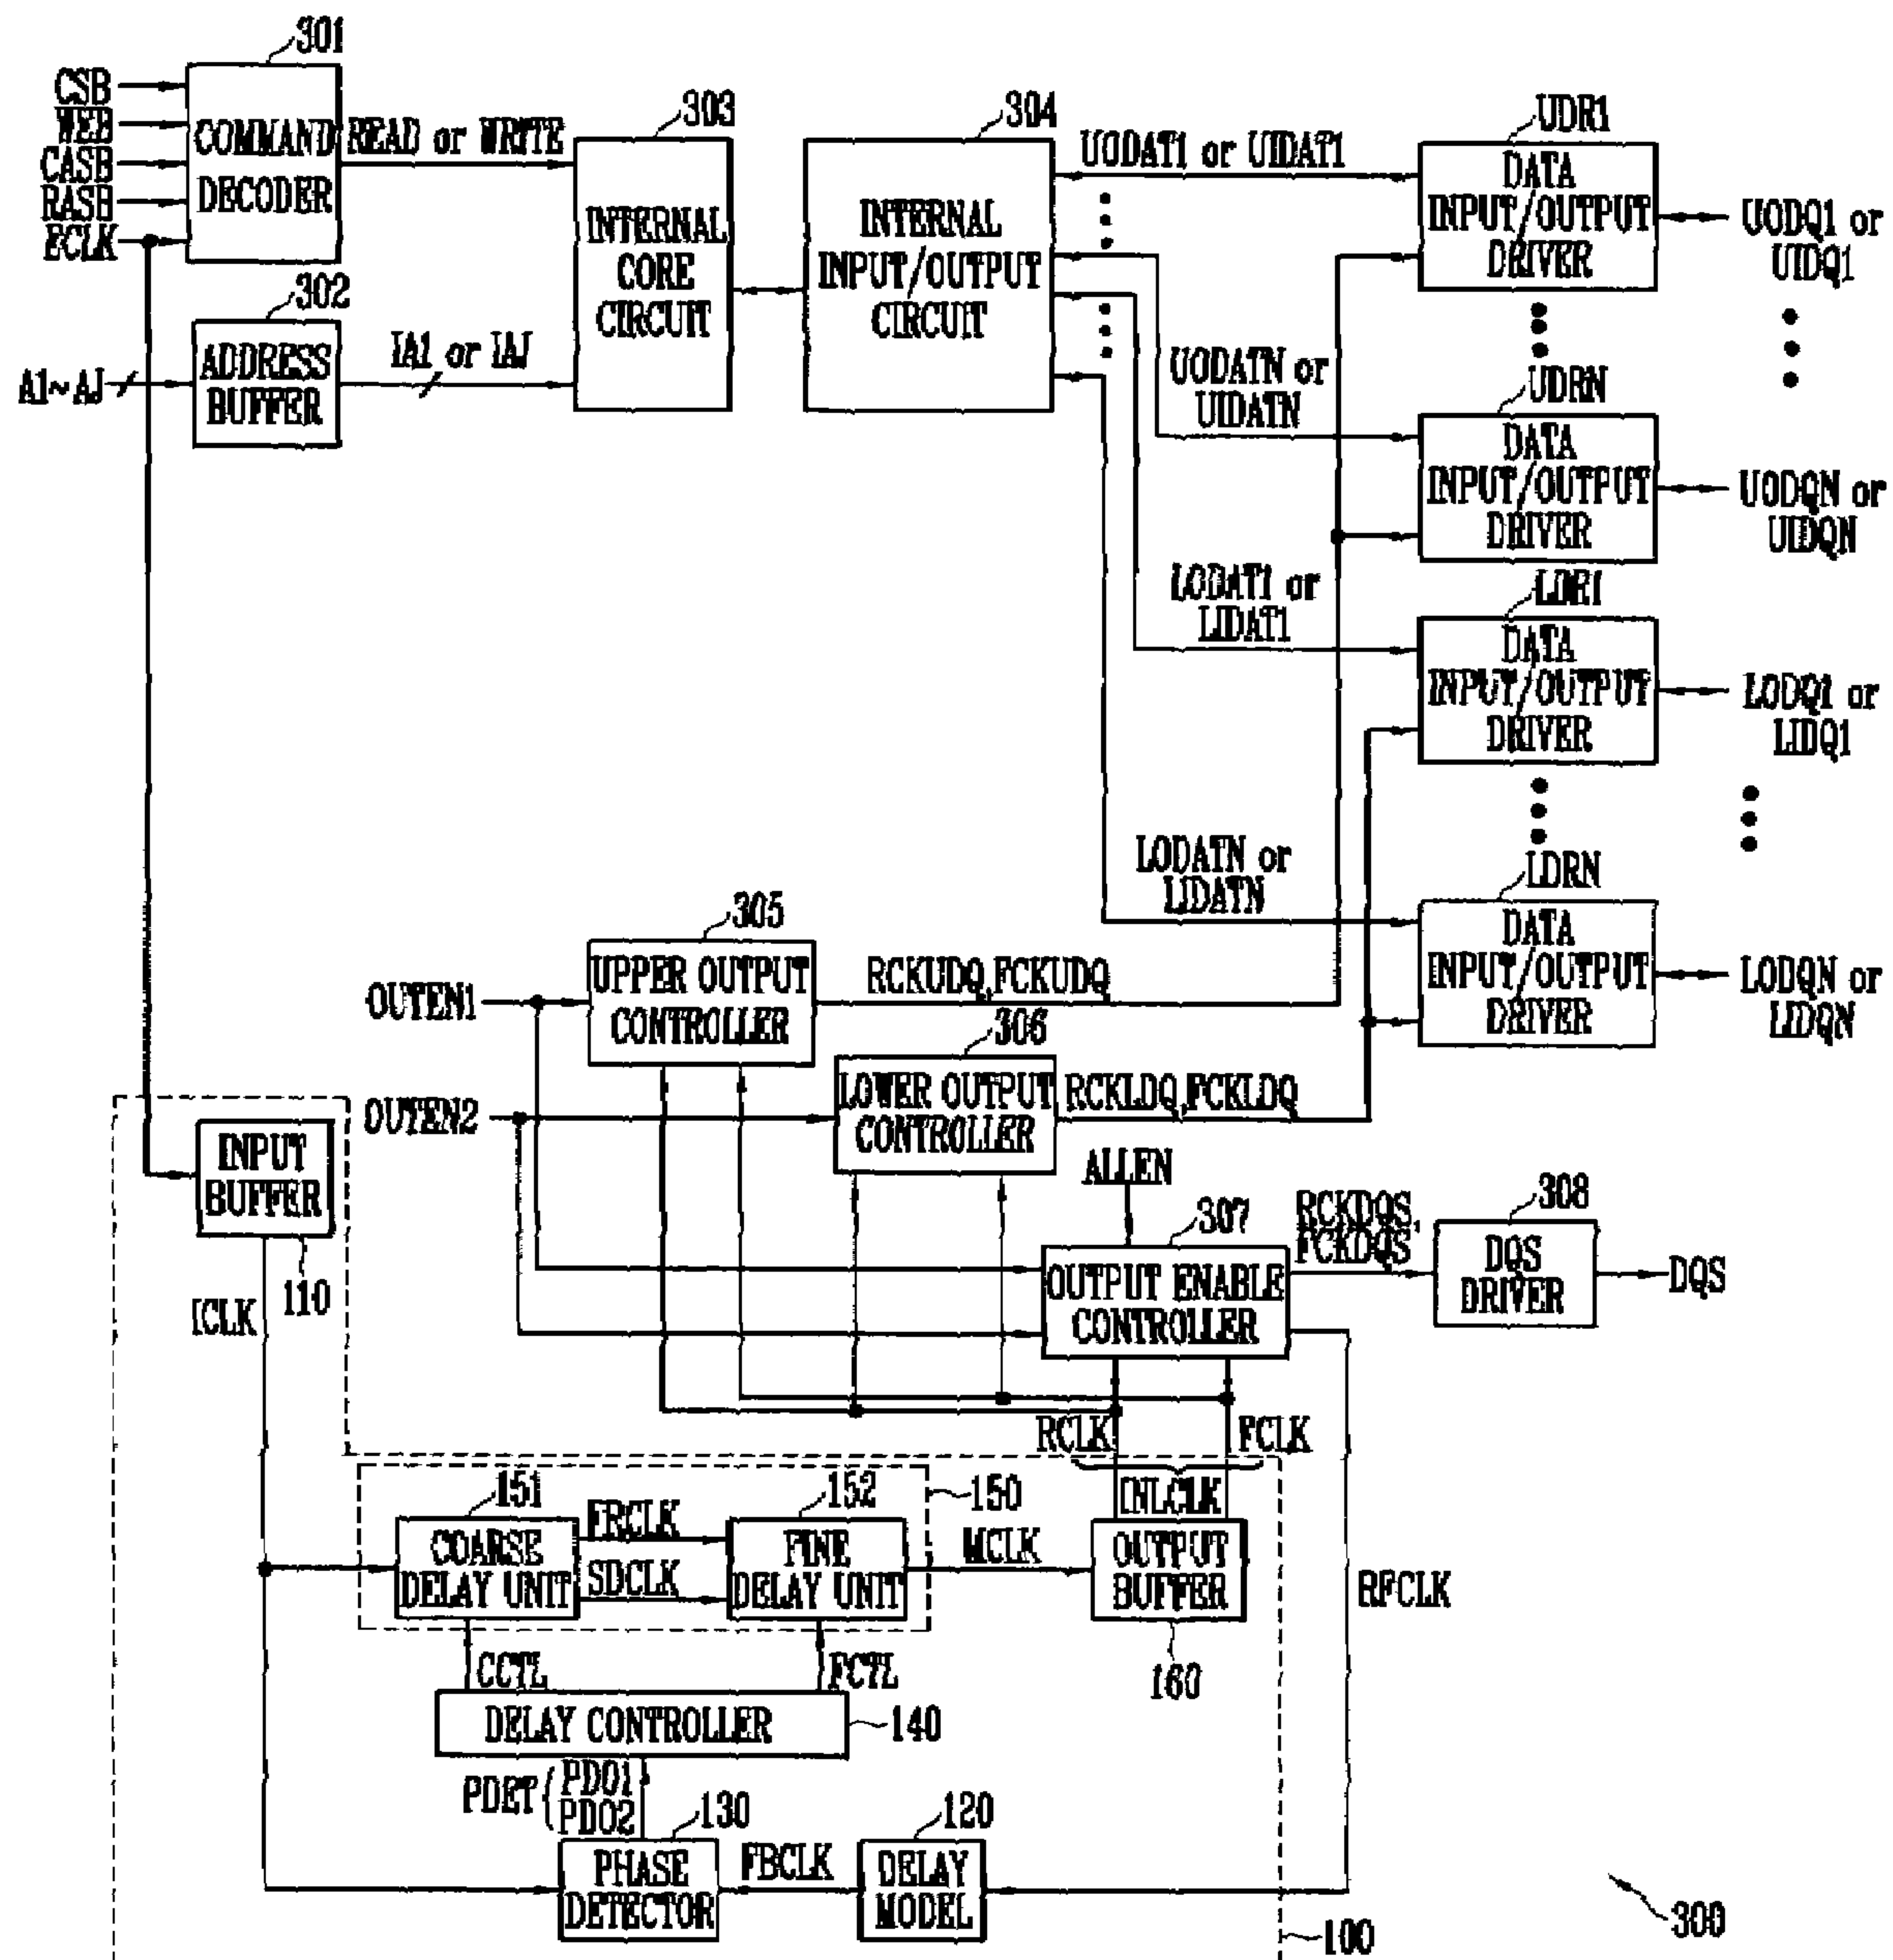 301
CSB
WEB
CASB
RASB
ECLK
COMMAND
DECODER
READ or WRITE
302
A1~AJ
ADDRESS
BUFFER
IA1 or IAJ
303
INTERNAL
CORE
CIRCUIT
304
INTERNAL
INPUT/OUTPUT
CIRCUIT
UODAT1 or UIDAT1
UODATN or
UIDATN
LODAT1 or
LIDAT1
LODATN or
LIDATN
UDR1
DATA
INPUT/OUTPUT
DRIVER
UODQ1 or
UIDQ1
UDRN
DATA
INPUT/OUTPUT
DRIVER
UODQN or
UIDQN
LDR1
DATA
INPUT/OUTPUT
DRIVER
LODQ1 or
LIDQ1
LDRN
DATA
INPUT/OUTPUT
DRIVER
LODQN or
LIDQN
305
OUTEN1
UPPER OUTPUT
CONTROLLER
RCKUDQ,FCKUDQ
306
OUTEN2
LOWER OUTPUT
CONTROLLER
RCKLDQ,FCKLDQ
ALLEN
307
OUTPUT ENABLE
CONTROLLER
RCKDQS,
FCKDQS
308
DQS
DRIVER
DQS
INPUT
BUFFER
110
ICLK
RCLK
FCLK
INLCLK
151
COARSE
DELAY UNIT
FRCLK
SDCLK
152
FINE
DELAY UNIT
150
MCLK
OUTPUT
BUFFER
160
RFCLK
CCTL
FCTL
DELAY CONTROLLER
140
PDET
PDO1
PDO2
130
PHASE
DETECTOR
FBCLK
120
DELAY
MODEL
100
300